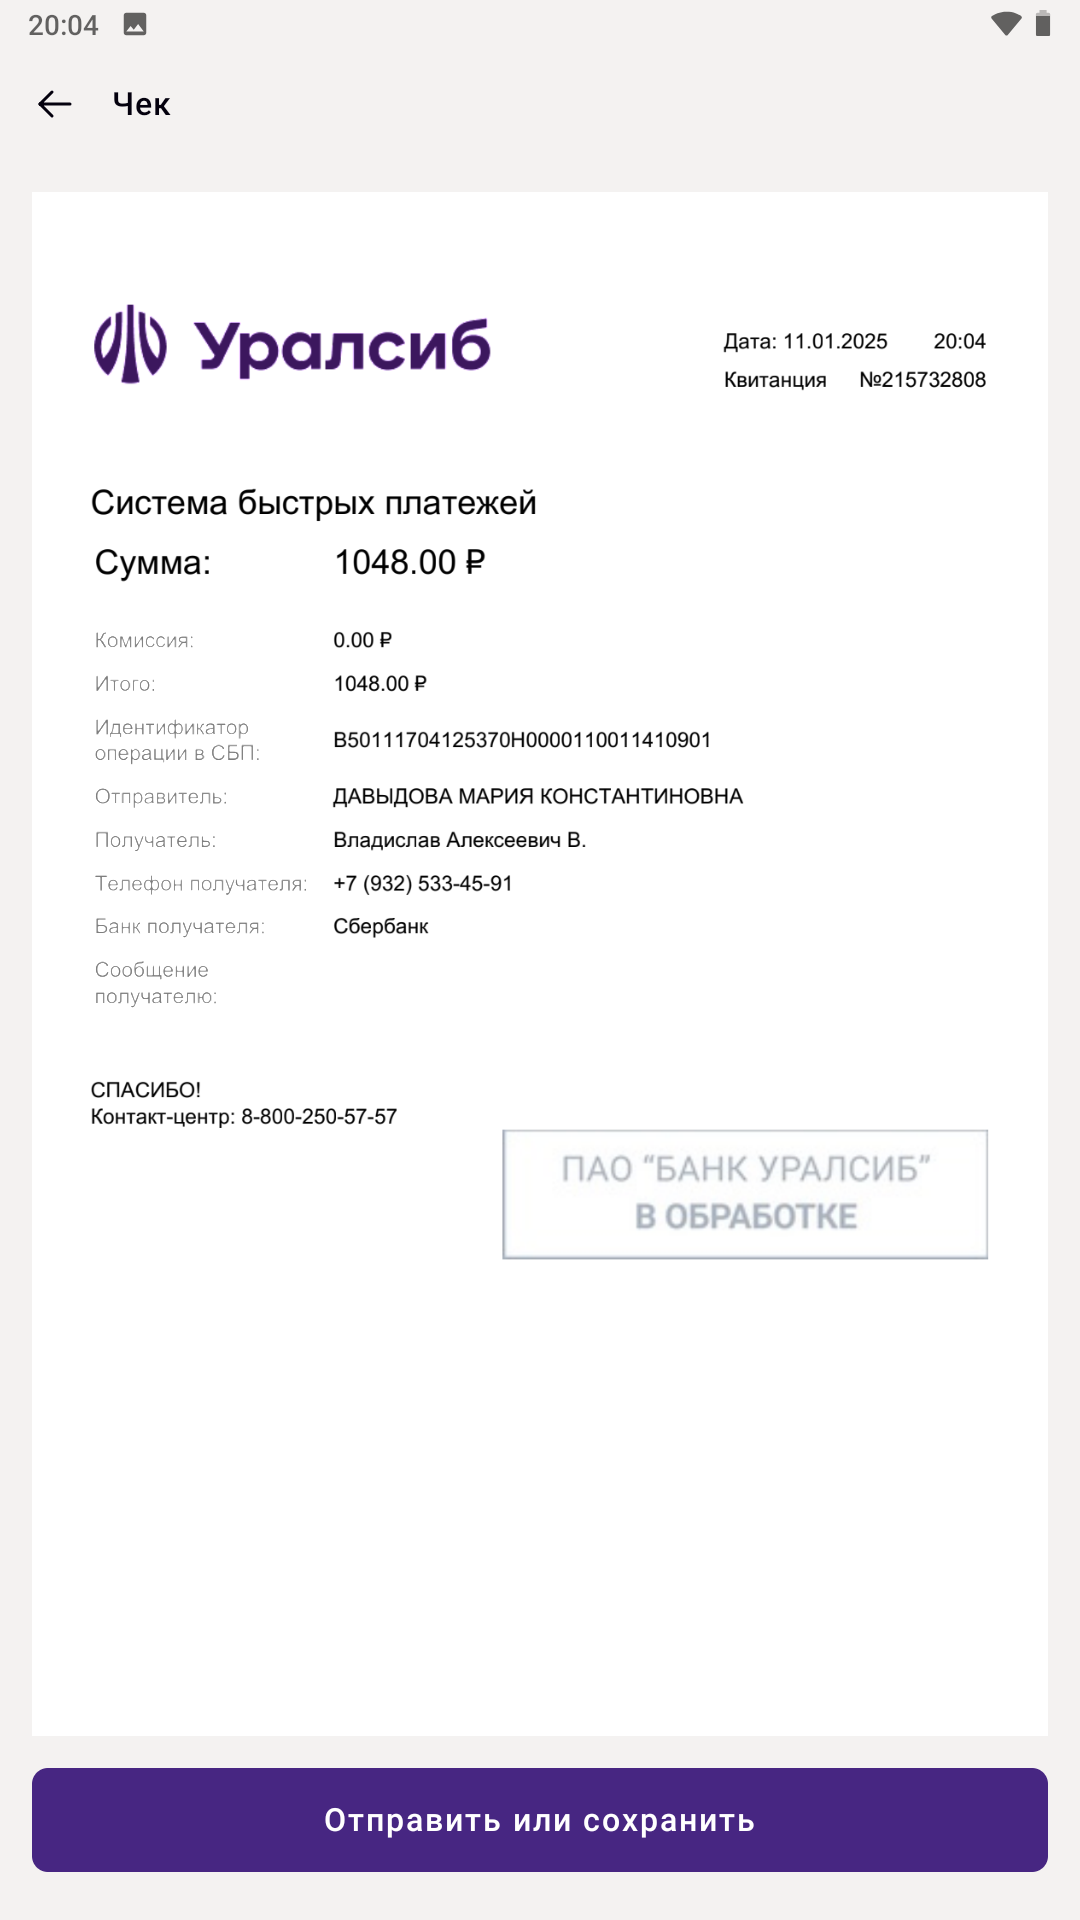 20:04
Чек
Уралсиб
Дата: 11.01.2025 20:04
Квитанция №215732808
Система быстрых платежей
Сумма: 1048.00 ₽
Комиссия: 0.00 ₽
Итого: 1048.00 ₽
Идентификатор
операции в СБП: B50111704125370H0000110011410901
Отправитель: ДАВЫДОВА МАРИЯ КОНСТАНТИНОВНА
Получатель: Владислав Алексеевич В.
Телефон получателя: +7 (932) 533-45-91
Банк получателя: Сбербанк
Сообщение
получателю:
СПАСИБО!
Контакт-центр: 8-800-250-57-57
ПАО “БАНК УРАЛСИБ”
В ОБРАБОТКЕ
Отправить или сохранить